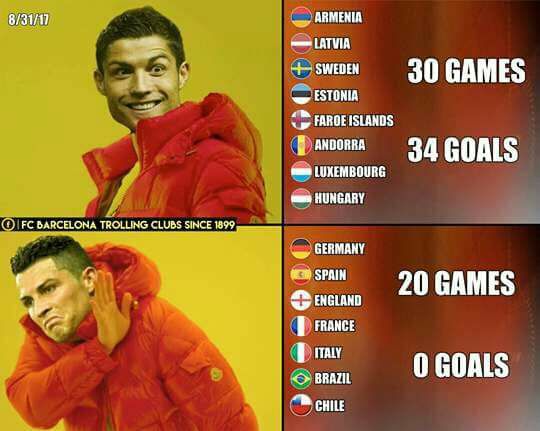 8/31/17
ARMENIA
LATVIA
SWEDEN
ESTONIA
FAROE ISLANDS
ANDORRA
LUXEMBOURG
HUNGARY
30 GAMES
34 GOALS
f | FC BARCELONA TROLLING CLUBS SINCE 1899
GERMANY
SPAIN
ENGLAND
FRANCE
ITALY
BRAZIL
CHILE
20 GAMES
0 GOALS